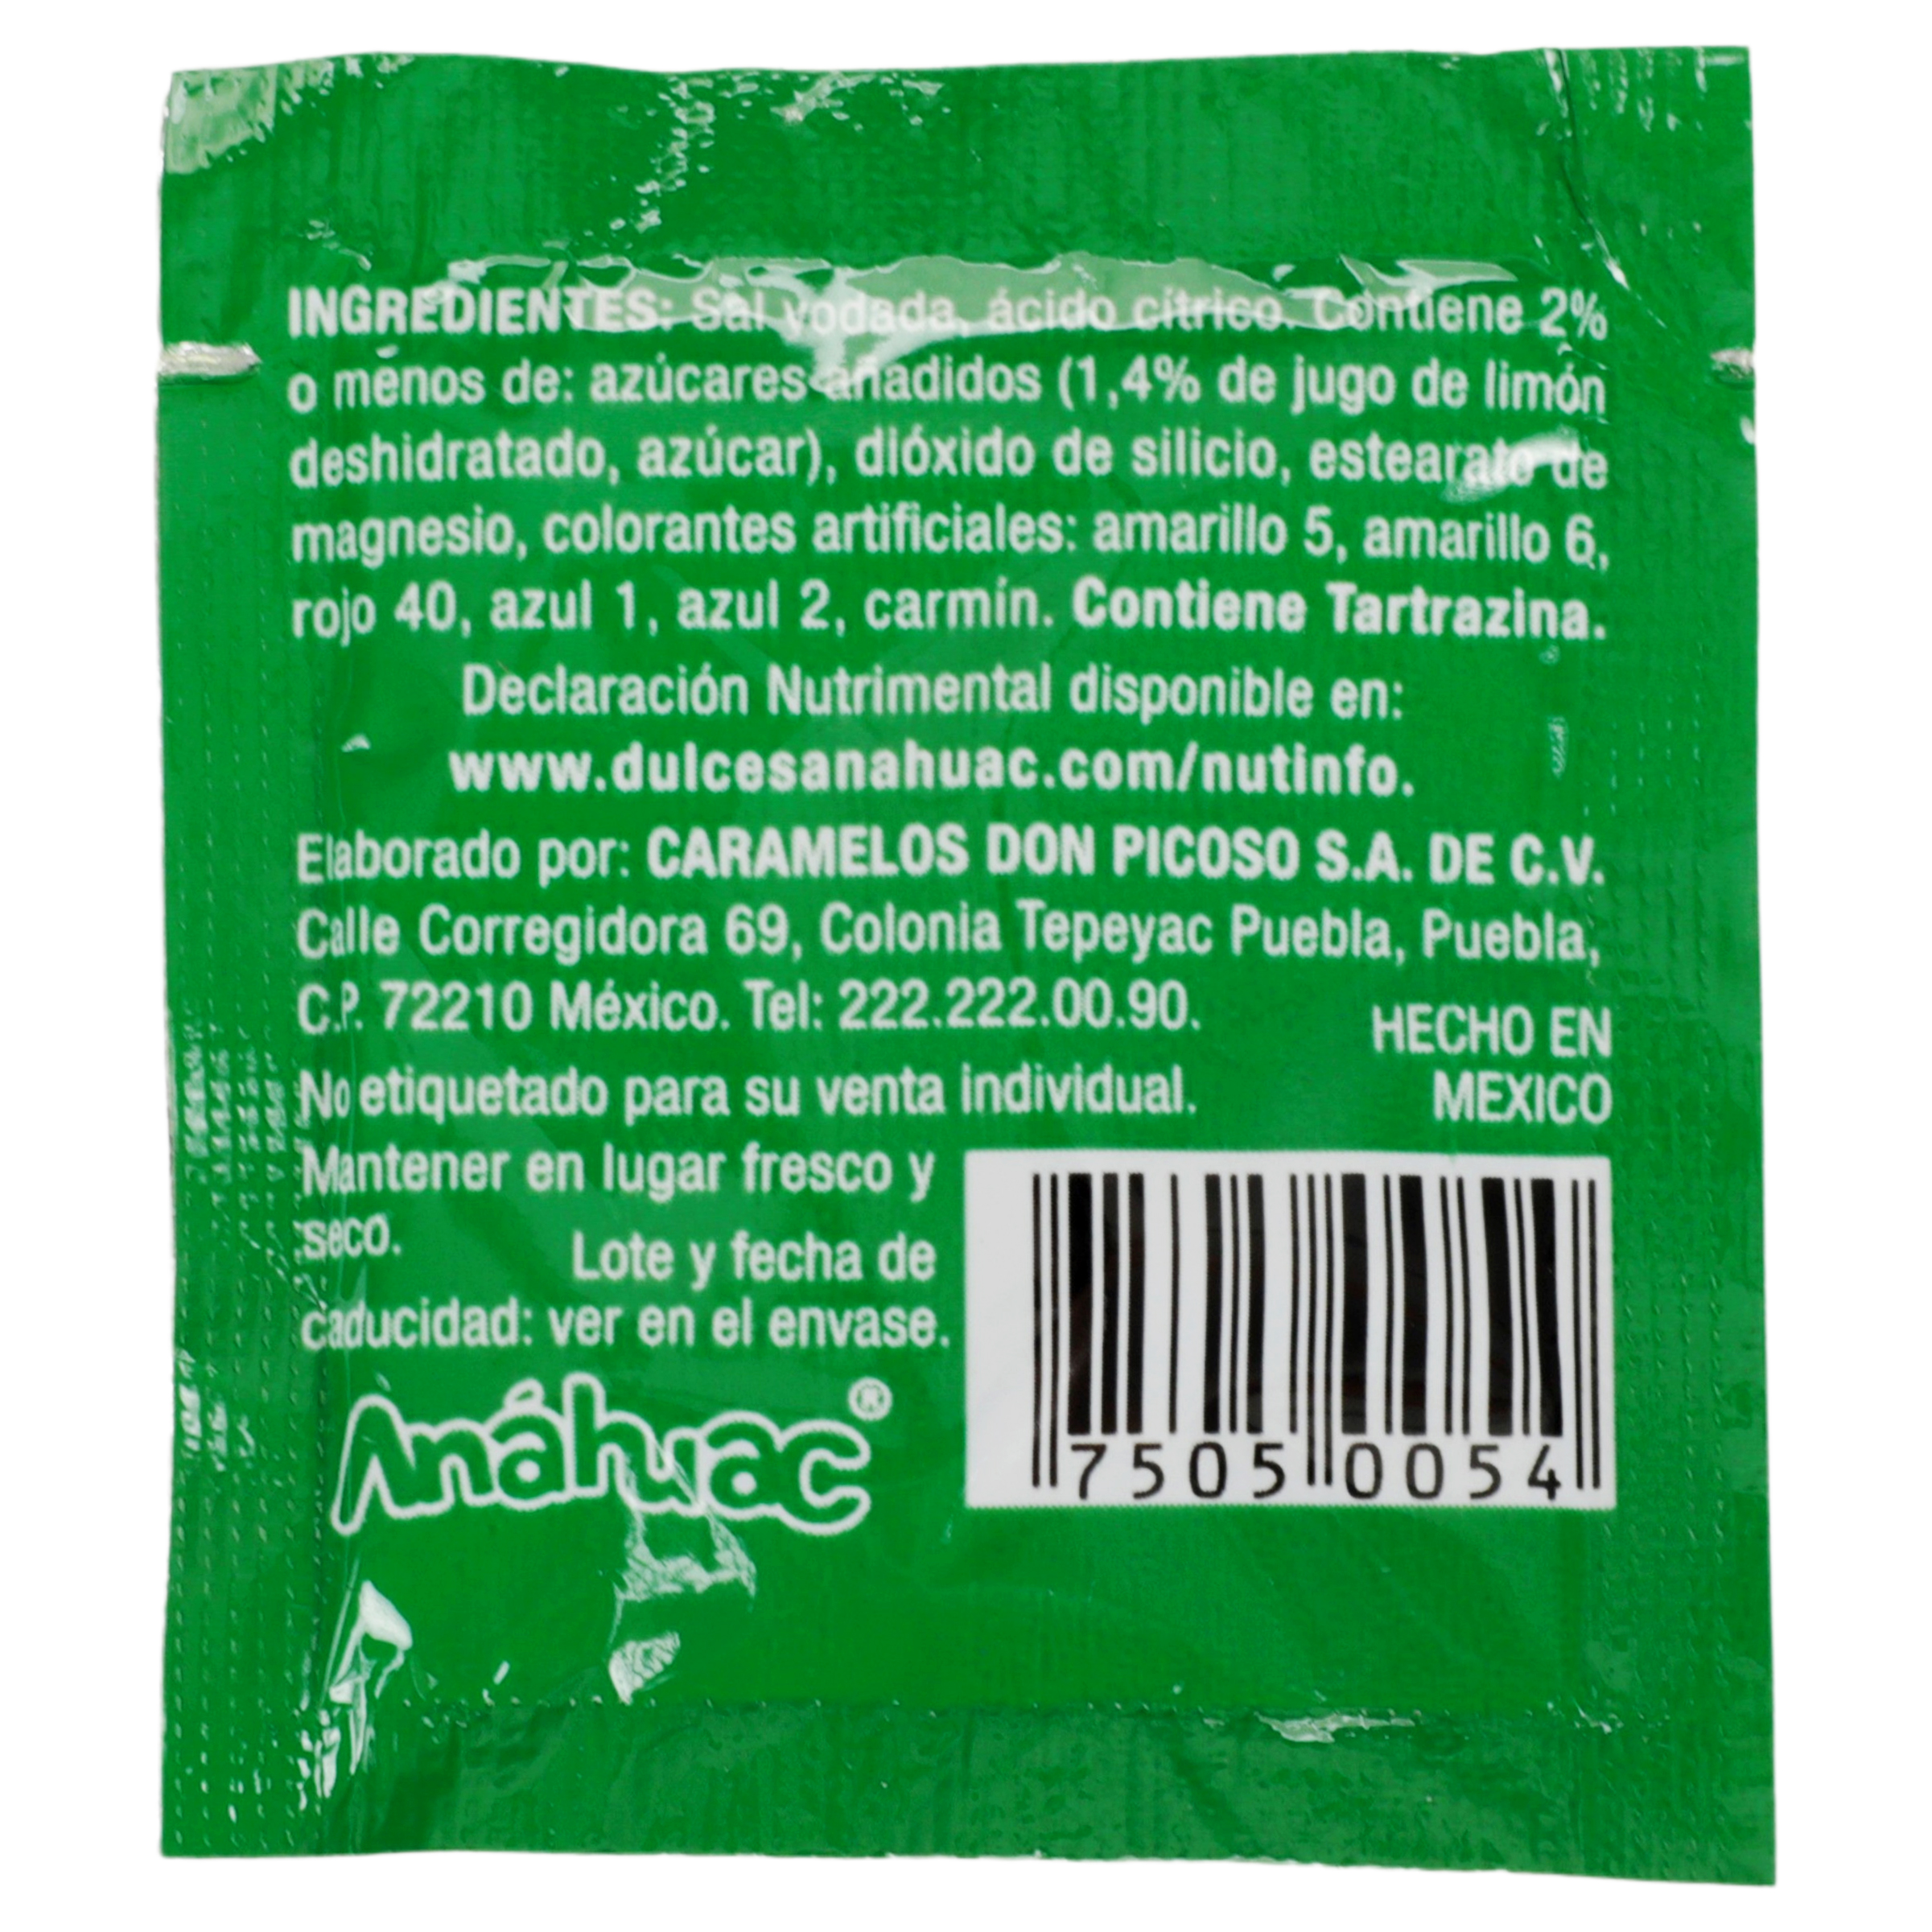 INGREDIENTES: Sal yodada, ácido cítrico. Contiene 2%
o menos de: azúcares añadidos (1,4% de jugo de limón
deshidratado, azúcar), dióxido de silicio, estearato de
magnesio, colorantes artificiales: amarillo 5, amarillo 6,
rojo 40, azul 1, azul 2, carmín. Contiene Tartrazina.
Declaración Nutrimental disponible en:
www.dulcesanahuac.com/nutinfo.
Elaborado por: CARAMELOS DON PICOSO S.A. DE C.V.
Calle Corregidora 69, Colonia Tepeyac Puebla, Puebla,
C.P. 72210 México. Tel: 222.222.00.90.
HECHO EN
MEXICO
No etiquetado para su venta individual.
Mantener en lugar fresco y
seco. Lote y fecha de
caducidad: ver en el envase.
Anáhuac®
7505 0054